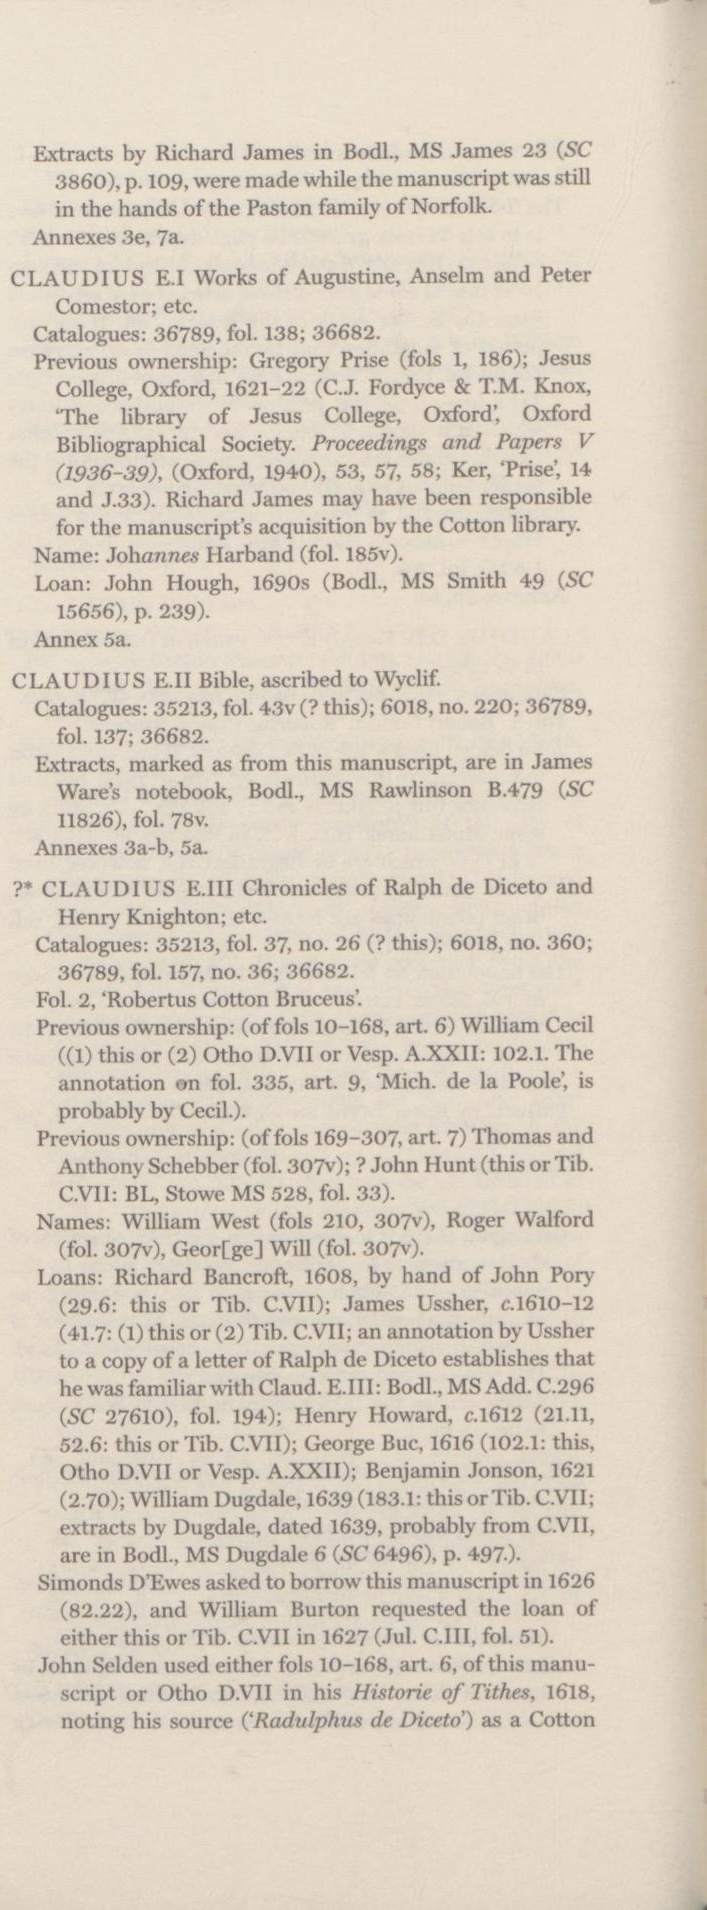 Extracts by Richard James in Bodl., MS James 23 (SC
3860), p. 109, were made while the manuscript was still
in the hands of the Paston family of Norfolk.
Annexes 3e, 7a.
CLAUDIUS E.I Works of Augustine, Anselm and Peter
Comestor; etc.
Catalogues: 36789, fol. 138; 36682.
Previous ownership: Gregory Prise (fols 1, 186); Jesus
College, Oxford, 1621–22 (C.J. Fordyce & T.M. Knox,
‘The library of Jesus College, Oxford’, Oxford
Bibliographical Society. Proceedings and Papers V
(1936–39), (Oxford, 1940), 53, 57, 58; Ker, ‘Prise’, 14
and J.33). Richard James may have been responsible
for the manuscript’s acquisition by the Cotton library.
Name: Johannes Harband (fol. 185v).
Loan: John Hough, 1690s (Bodl., MS Smith 49 (SC
15656), p. 239).
Annex 5a.
CLAUDIUS E.II Bible, ascribed to Wyclif.
Catalogues: 35213, fol. 43v (? this); 6018, no. 220; 36789,
fol. 137; 36682.
Extracts, marked as from this manuscript, are in James
Ware’s notebook, Bodl., MS Rawlinson B.479 (SC
11826), fol. 78v.
Annexes 3a-b, 5a.
?* CLAUDIUS E.III Chronicles of Ralph de Diceto and
Henry Knighton; etc.
Catalogues: 35213, fol. 37, no. 26 (? this); 6018, no. 360;
36789, fol. 157, no. 36; 36682.
Fol. 2, ‘Robertus Cotton Bruceus’.
Previous ownership: (of fols 10–168, art. 6) William Cecil
((1) this or (2) Otho D.VII or Vesp. A.XXII: 102.1. The
annotation on fol. 335, art. 9, ‘Mich. de la Poole’, is
probably by Cecil.).
Previous ownership: (of fols 169–307, art. 7) Thomas and
Anthony Schebber (fol. 307v); ? John Hunt (this or Tib.
C.VII: BL, Stowe MS 528, fol. 33).
Names: William West (fols 210, 307v), Roger Walford
(fol. 307v), Geor[ge] Will (fol. 307v).
Loans: Richard Bancroft, 1608, by hand of John Pory
(29.6: this or Tib. C.VII); James Ussher, c.1610–12
(41.7: (1) this or (2) Tib. C.VII; an annotation by Ussher
to a copy of a letter of Ralph de Diceto establishes that
he was familiar with Claud. E.III: Bodl., MS Add. C.296
(SC 27610), fol. 194); Henry Howard, c.1612 (21.11,
52.6: this or Tib. C.VII); George Buc, 1616 (102.1: this,
Otho D.VII or Vesp. A.XXII); Benjamin Jonson, 1621
(2.70); William Dugdale, 1639 (183.1: this or Tib. C.VII;
extracts by Dugdale, dated 1639, probably from C.VII,
are in Bodl., MS Dugdale 6 (SC 6496), p. 497.).
Simonds D’Ewes asked to borrow this manuscript in 1626
(82.22), and William Burton requested the loan of
either this or Tib. C.VII in 1627 (Jul. C.III, fol. 51).
John Selden used either fols 10–168, art. 6, of this manu-
script or Otho D.VII in his Historie of Tithes, 1618,
noting his source (‘Radulphus de Diceto’) as a Cotton